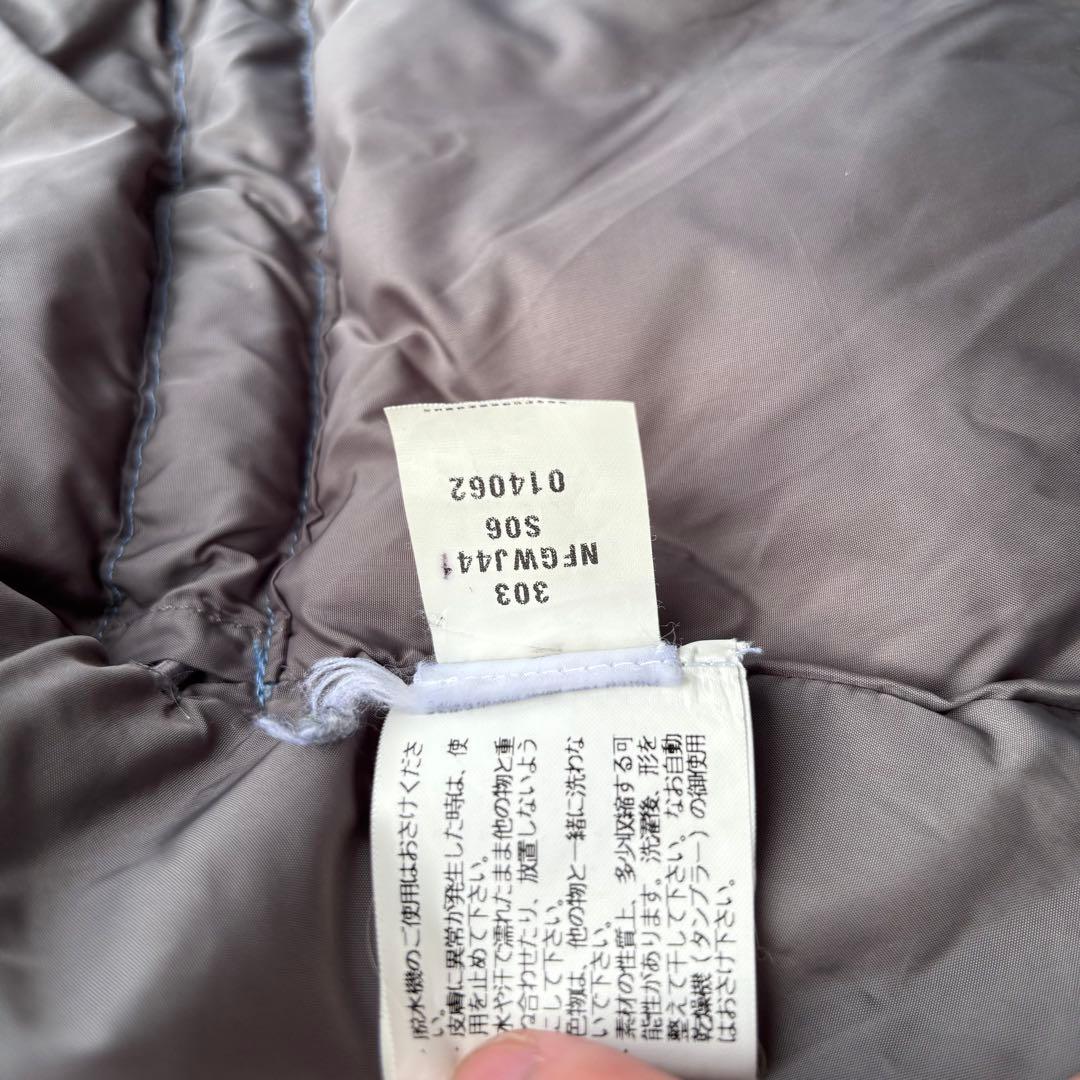 303
NFGWJ441
S06
014062
・脱水機のご使用はおさけくださ
い。
・皮膚に異常が発生した時は、使
用を止めて下さい。
水や汗で濡れたまま他の物と重
ね合わせたり、放置しないよう
にして下さい。
色物は、他の物と一緒に洗わな
いで下さい。
・素材の性質上、多少収縮する可
能性があります。洗濯後、形を
整えて干して下さい。なお自動
乾燥機(タンブラー)の御使用
はおさけ下さい。